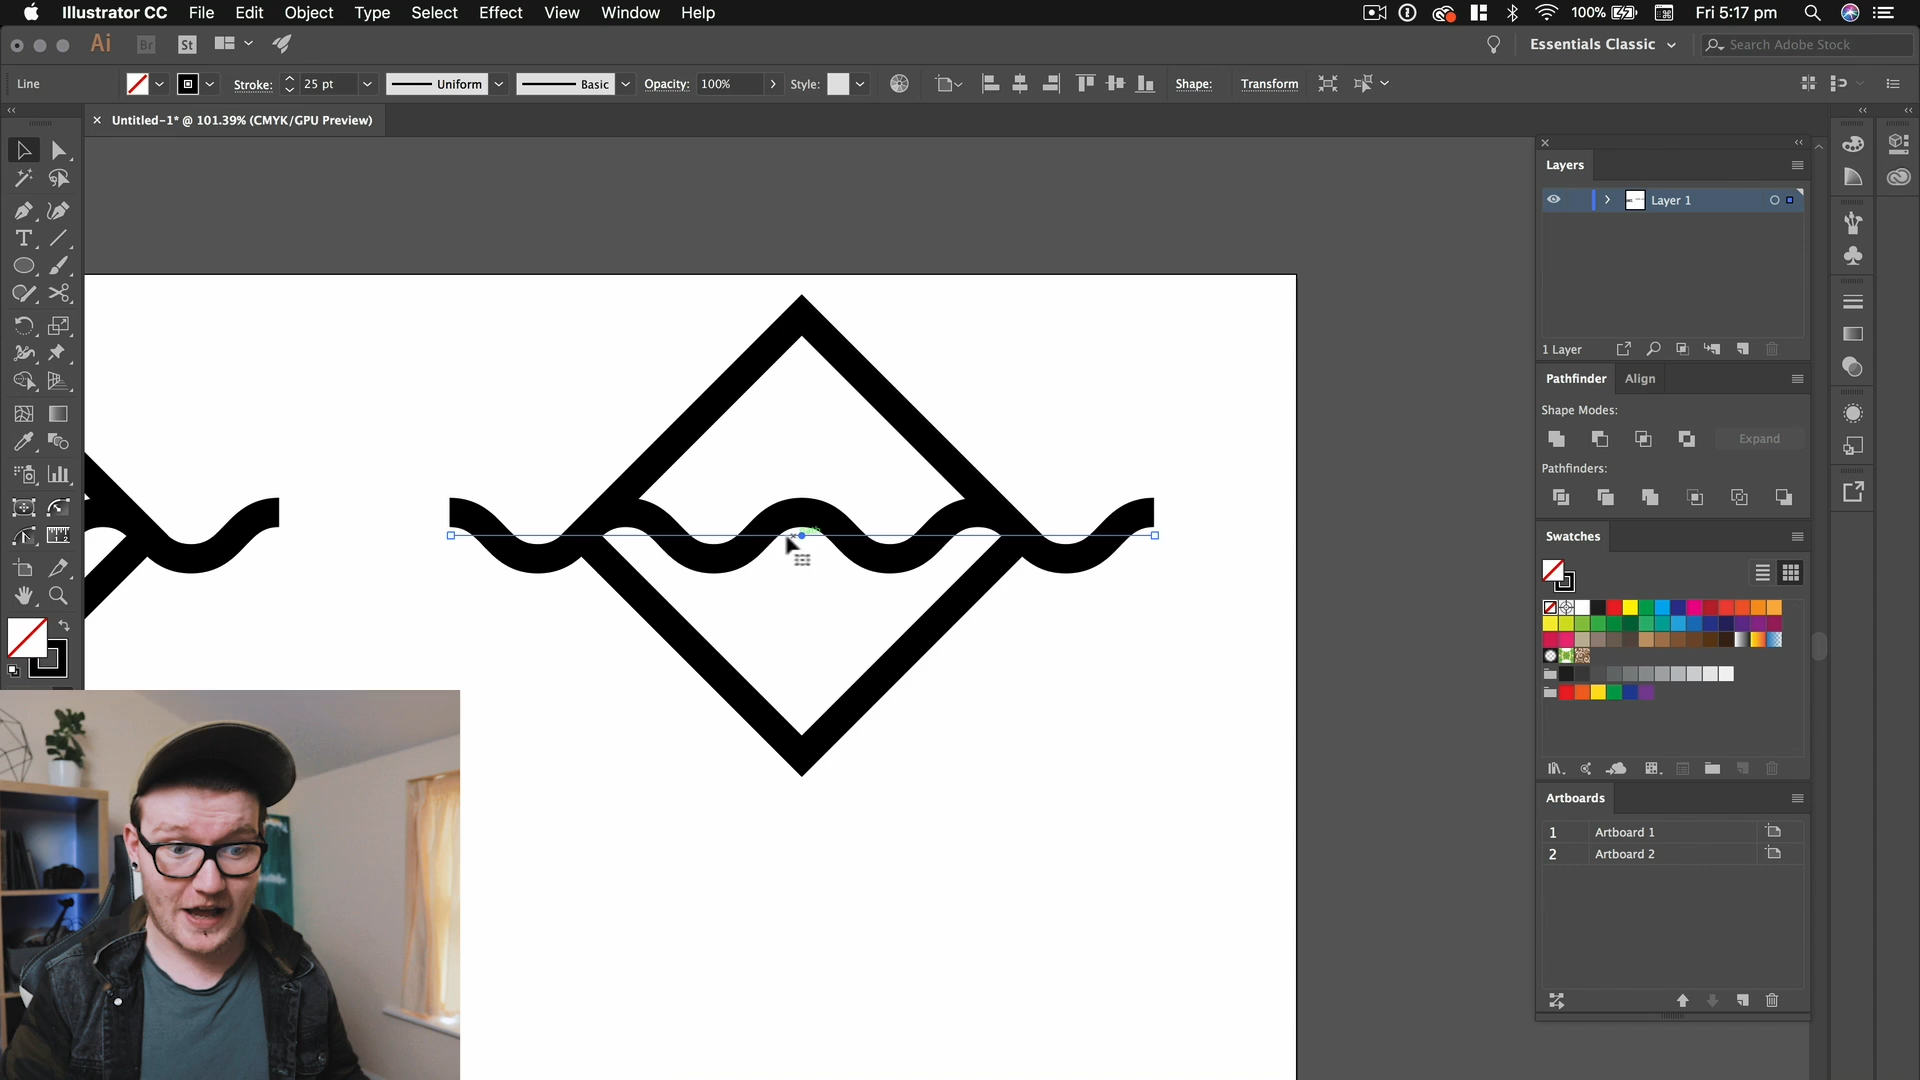 Illustrator CC File Edit Object Type Select Effect View Window Help 100% Fri 5:17 pm
Ai Br St Essentials Classic Search Adobe Stock
Line Stroke: 25 pt Uniform Basic Opacity: 100% Style: Shape: Transform
× Untitled-1* @ 101.39% (CMYK/GPU Preview)
Layers
Layer 1
1 Layer
Pathfinder Align
Shape Modes:
Expand
Pathfinders:
Swatches
Artboards
1 Artboard 1
2 Artboard 2